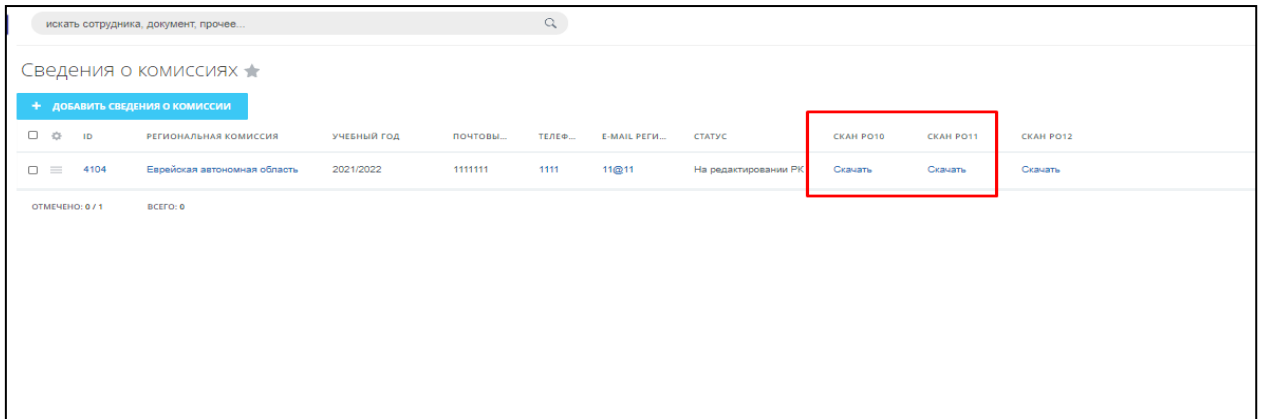 искать сотрудника, документ, прочее...
Сведения о комиссиях
+ ДОБАВИТЬ СВЕДЕНИЯ О КОМИССИИ
ID РЕГИОНАЛЬНАЯ КОМИССИЯ УЧЕБНЫЙ ГОД ПОЧТОВЫ... ТЕЛЕФ... E-MAIL РЕГИ... СТАТУС СКАН РО10 СКАН РО11 СКАН РО12
4104 Еврейская автономная область 2021/2022 1111111 1111 11@11 На редактировании РК Скачать Скачать Скачать
ОТМЕЧЕНО: 0 / 1 ВСЕГО: 0